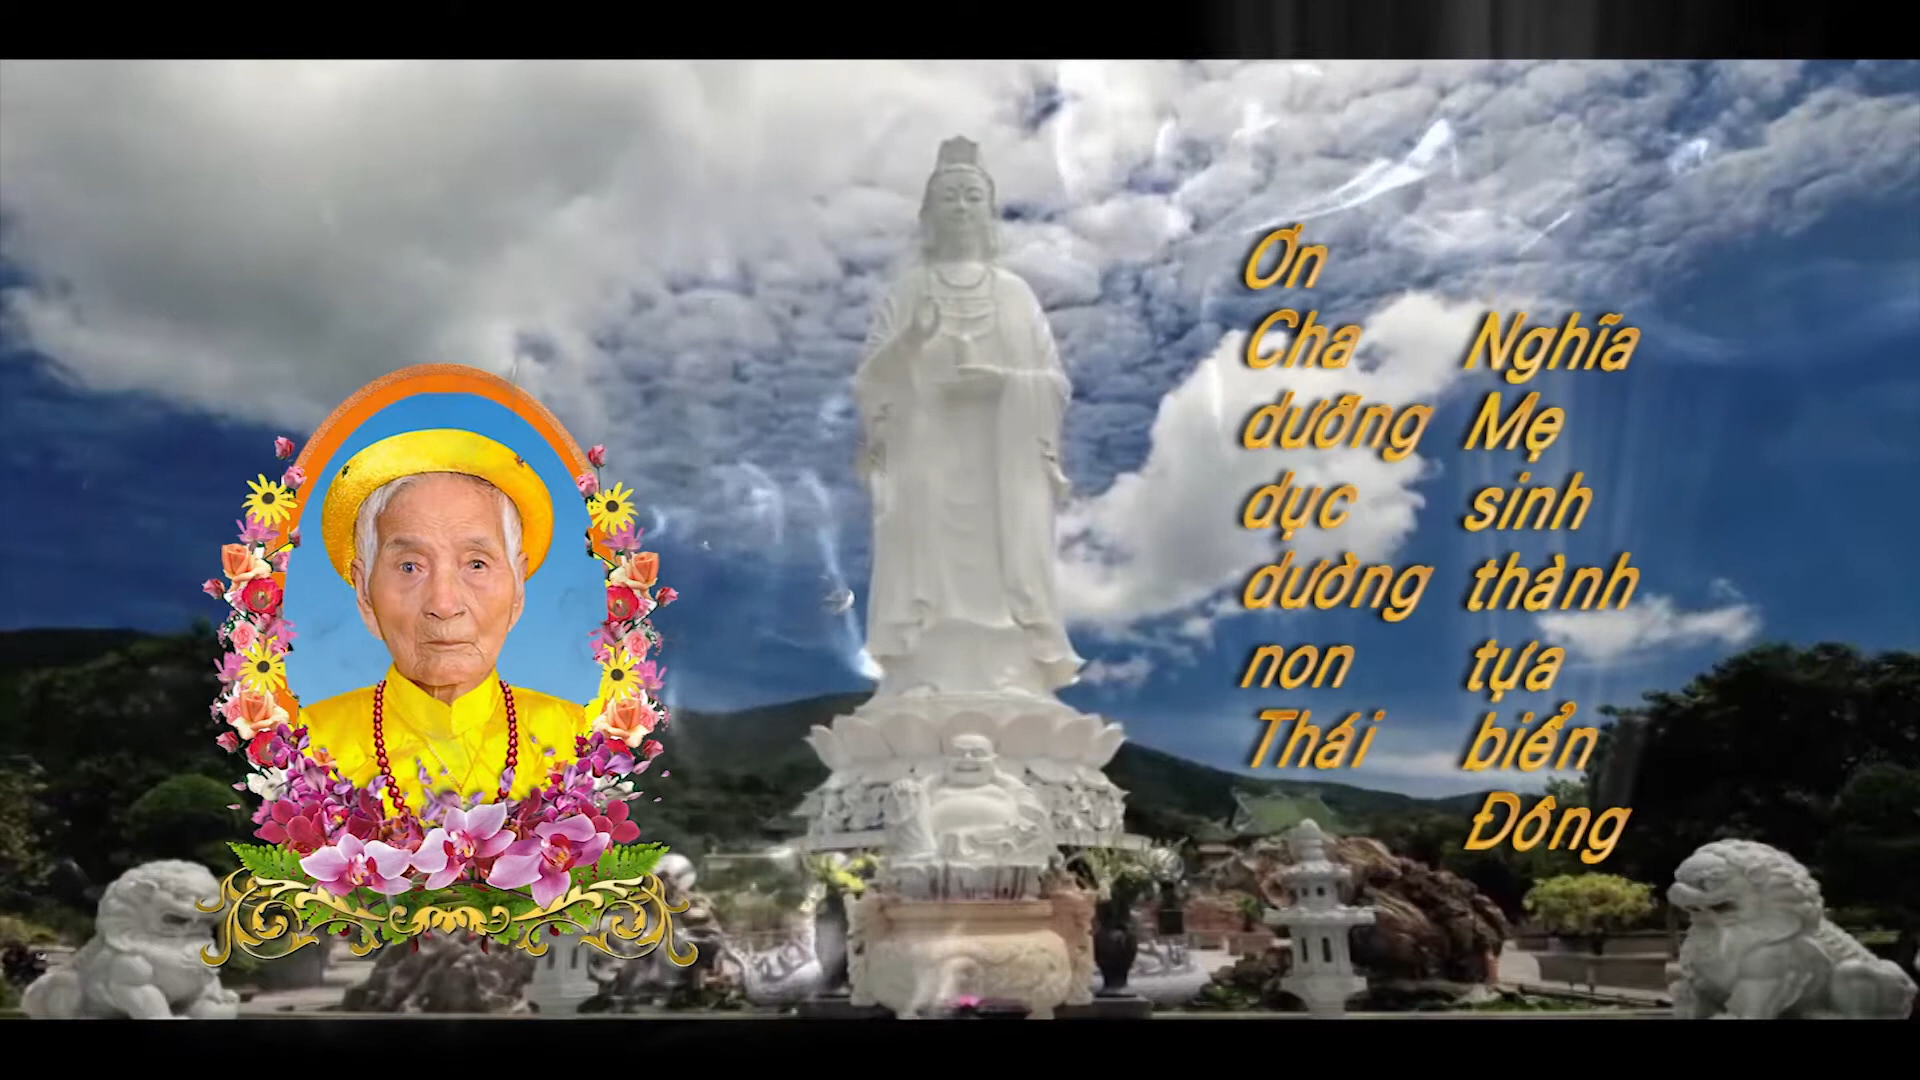 Ơn
Cha
dưỡng
dục
dường
non
Thái
Nghĩa
Mẹ
sinh
thành
tựa
biển
Đông